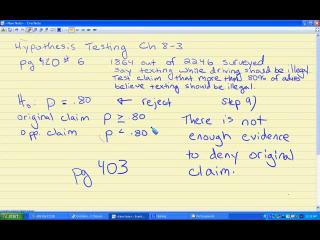 Hypothesis Testing Ch 8-3
pg 420 # 6
1864 out of 2246 surveyed
say texting while driving should be illegal.
Test claim that more than 80% of adults
believe texting should be illegal.
H₀: p = .80 ← reject
original claim p ≥ .80
opp. claim p < .80
Step 9)
There is not
enough evidence
to deny original
claim.
pg 403